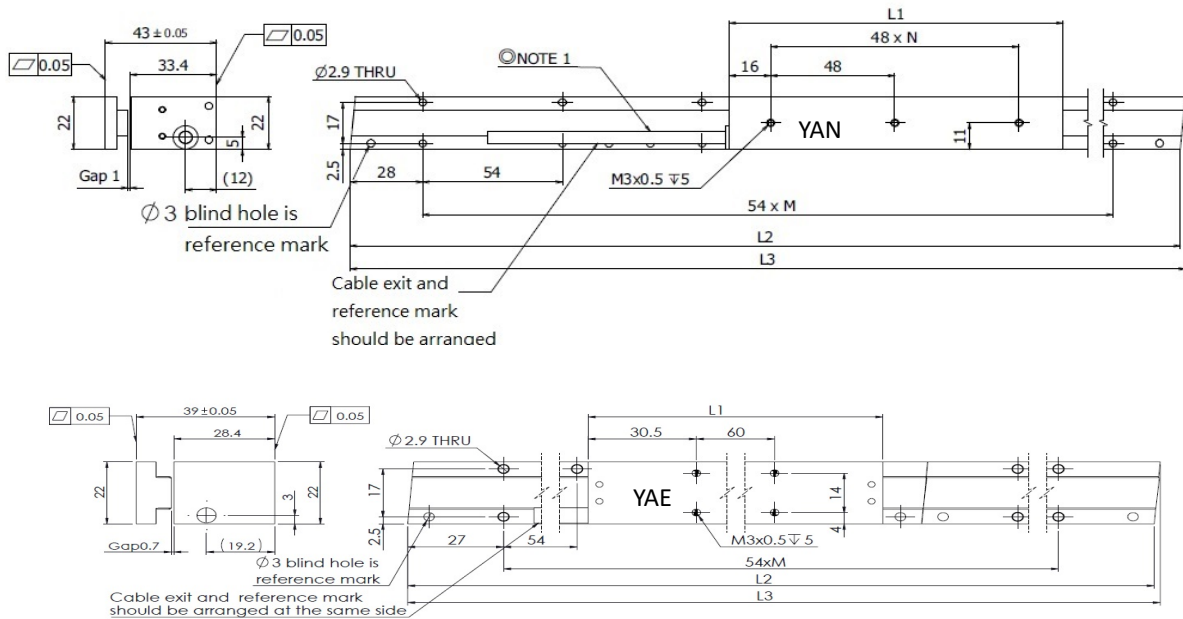 43 ± 0.05
0.05
0.05
33.4
Ø2.9 THRU
◎NOTE 1
L1
48 x N
16
48
22
22
5
17
2.5
YAN
11
Gap 1
(12)
28
54
M3x0.5 ↧5
54 x M
Ø 3 blind hole is
reference mark
L2
L3
Cable exit and
reference mark
should be arranged
39±0.05
0.05
0.05
28.4
Ø2.9 THRU
L1
30.5
60
22
22
3
17
2.5
YAE
14
4
Gap0.7
(19.2)
27
54
M3x0.5↧5
Ø3 blind hole is
reference mark
54xM
L2
L3
Cable exit and reference mark
should be arranged at the same side